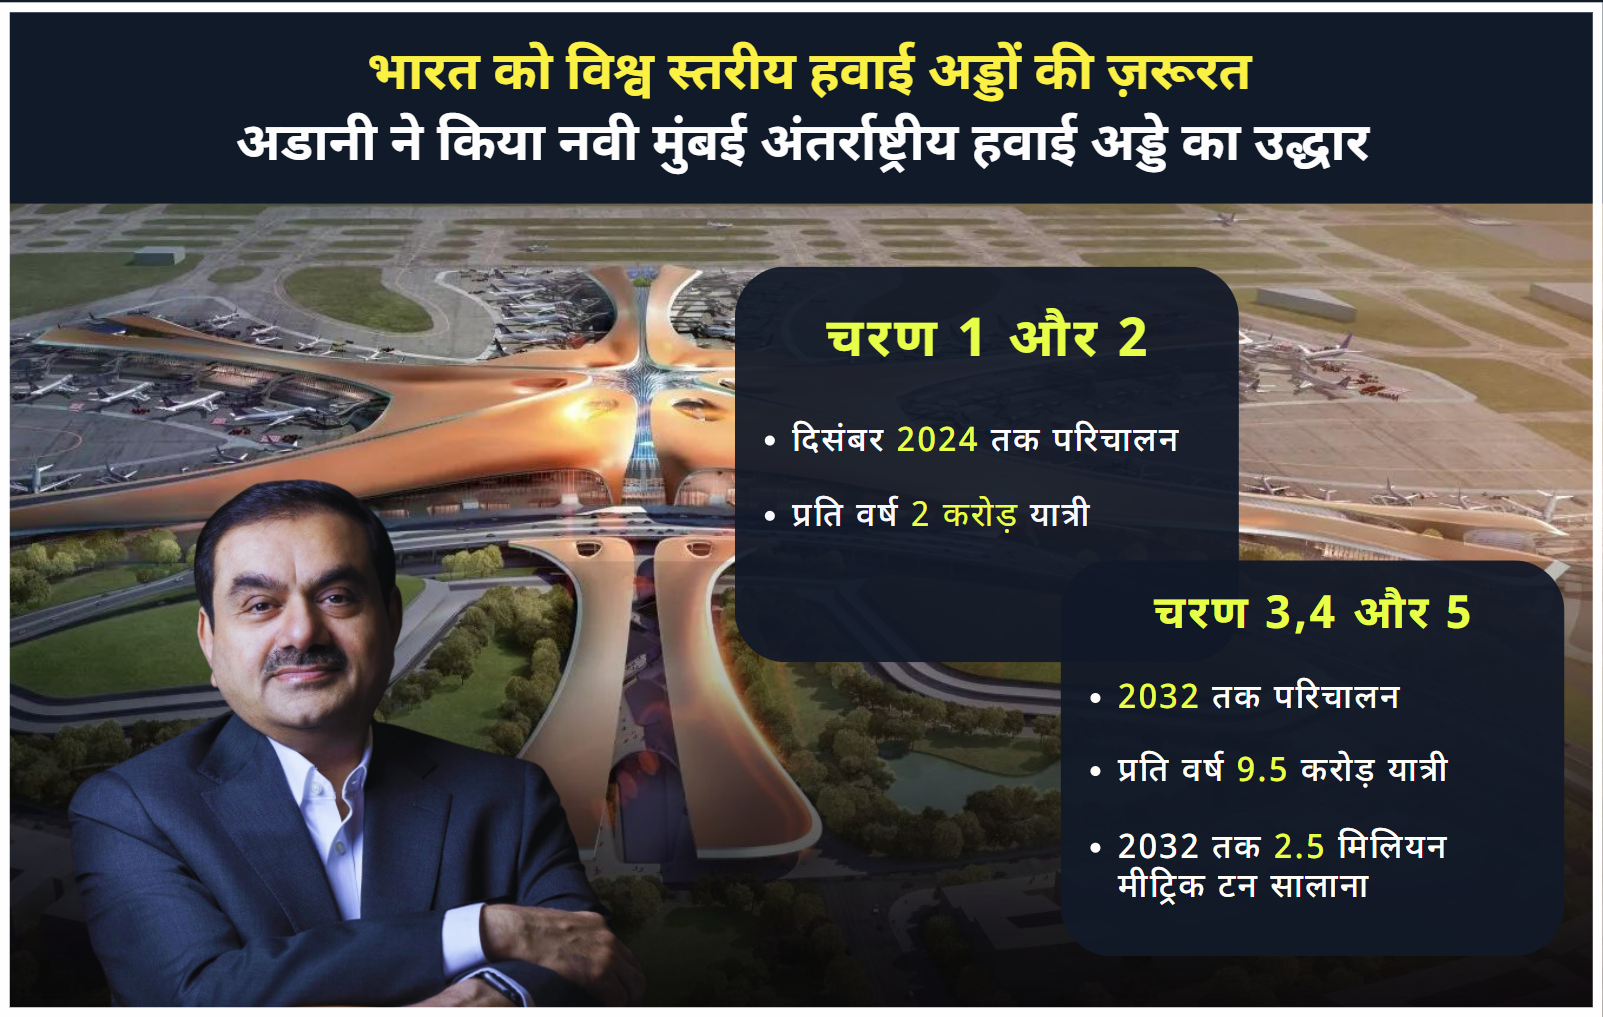 भारत को विश्व स्तरीय हवाई अड्डों की ज़रूरत
अडानी ने किया नवी मुंबई अंतर्राष्ट्रीय हवाई अड्डे का उद्धार
चरण 1 और 2
• दिसंबर 2024 तक परिचालन
• प्रति वर्ष 2 करोड़ यात्री
चरण 3,4 और 5
• 2032 तक परिचालन
• प्रति वर्ष 9.5 करोड़ यात्री
• 2032 तक 2.5 मिलियन
मीट्रिक टन सालाना